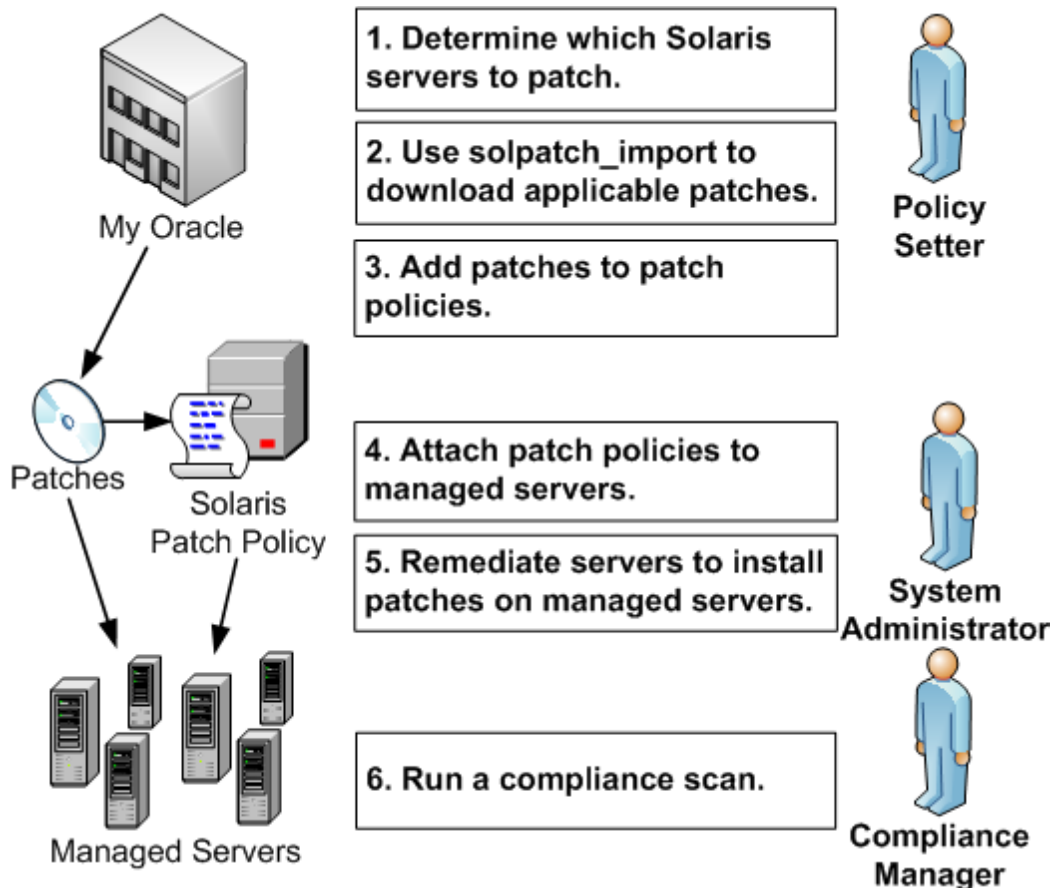 1. Determine which Solaris
servers to patch.
2. Use solpatch_import to
download applicable patches.
3. Add patches to patch
policies.
My Oracle
Policy
Setter
Patches
Solaris
Patch Policy
4. Attach patch policies to
managed servers.
5. Remediate servers to install
patches on managed servers.
System
Administrator
Managed Servers
6. Run a compliance scan.
Compliance
Manager